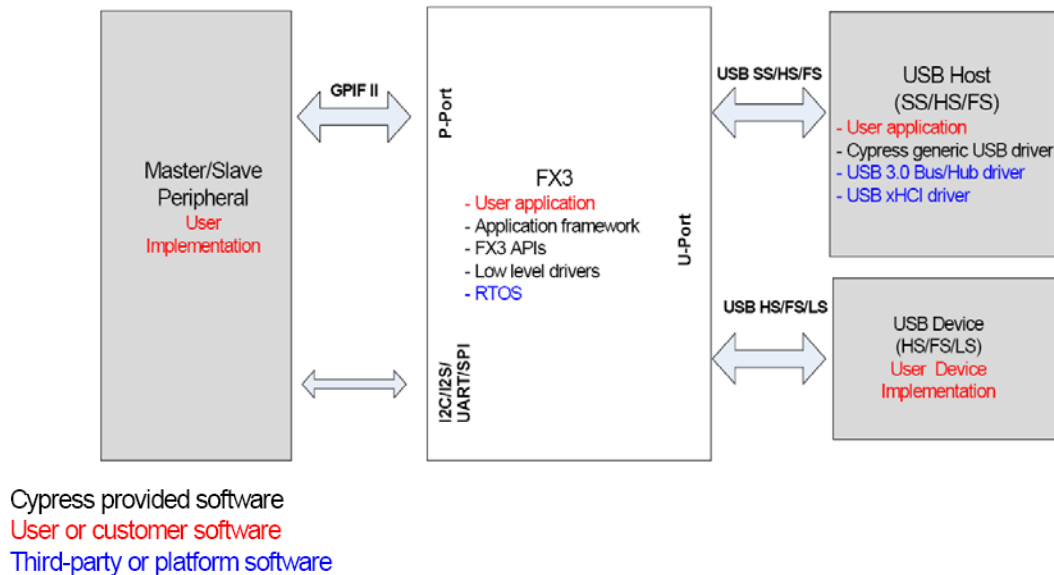 Master/Slave
Peripheral
User
Implementation
GPIF II
P-Port
I2C/I2S/
UART/SPI
FX3
- User application
- Application framework
- FX3 APIs
- Low level drivers
- RTOS
U-Port
USB SS/HS/FS
USB Host
(SS/HS/FS)
- User application
- Cypress generic USB driver
- USB 3.0 Bus/Hub driver
- USB xHCI driver
USB HS/FS/LS
USB Device
(HS/FS/LS)
User Device
Implementation
Cypress provided software
User or customer software
Third-party or platform software